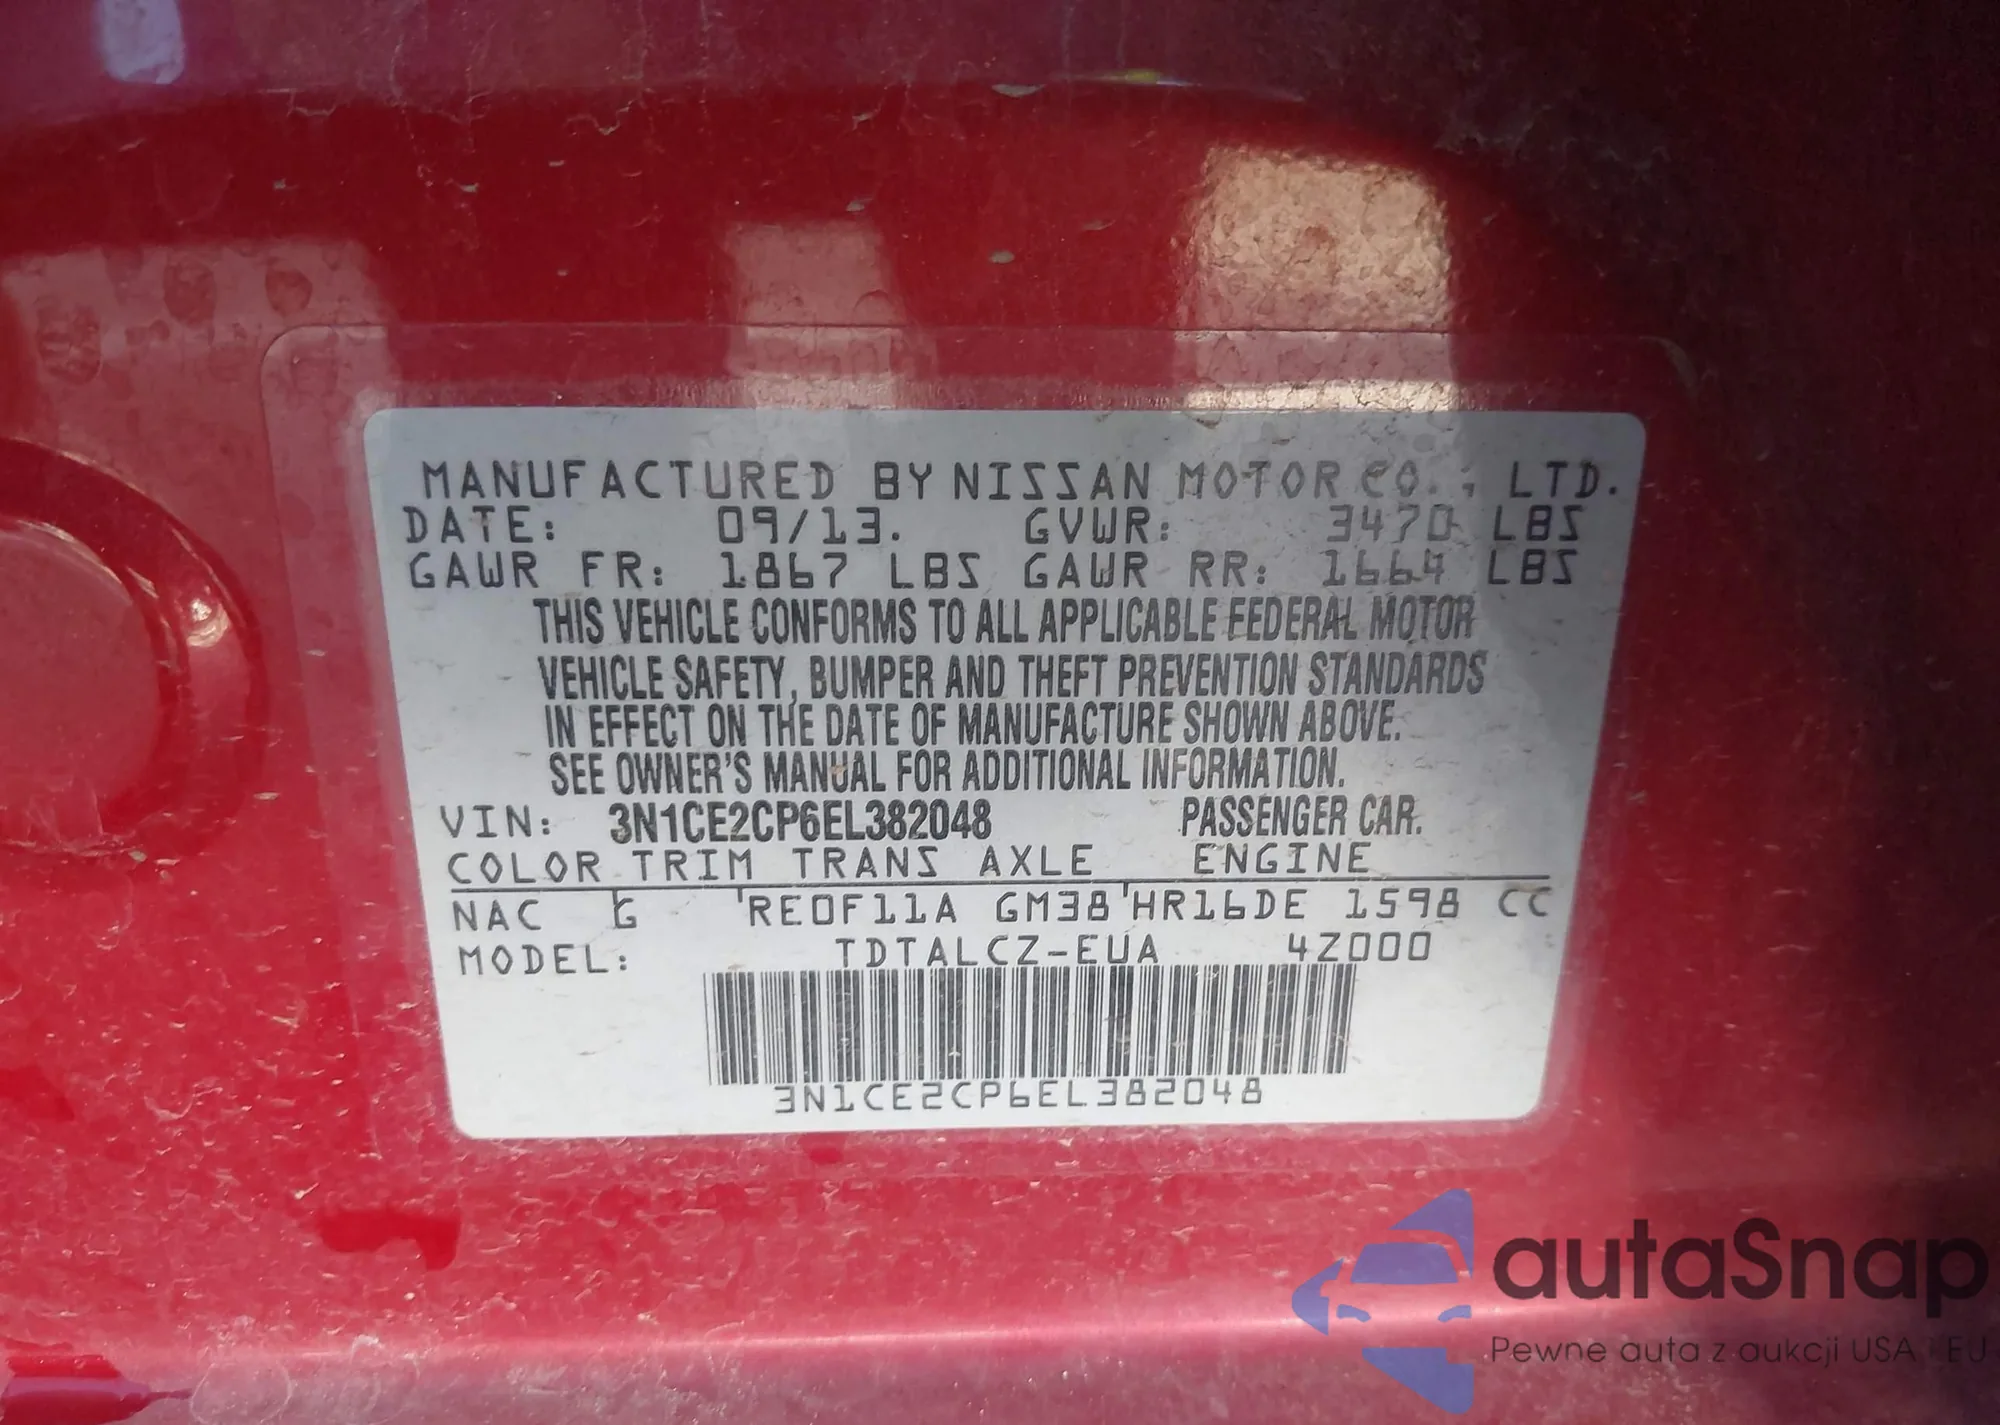 MANUFACTURED BY NISSAN MOTOR CO., LTD.
DATE: 09/13. GVWR: 3470 LBS
GAWR FR: 1867 LBS GAWR RR: 1664 LBS
THIS VEHICLE CONFORMS TO ALL APPLICABLE FEDERAL MOTOR
VEHICLE SAFETY, BUMPER AND THEFT PREVENTION STANDARDS
IN EFFECT ON THE DATE OF MANUFACTURE SHOWN ABOVE.
SEE OWNER'S MANUAL FOR ADDITIONAL INFORMATION.
VIN: 3N1CE2CP6EL382048 PASSENGER CAR.
COLOR TRIM TRANS AXLE ENGINE
NAC G RE0F11A GM38 HR16DE 1598 CC
MODEL: TDTALCZ-EUA 4Z000
3N1CE2CP6EL382048
autaSnap
Pewne auta z aukcji USA i EU